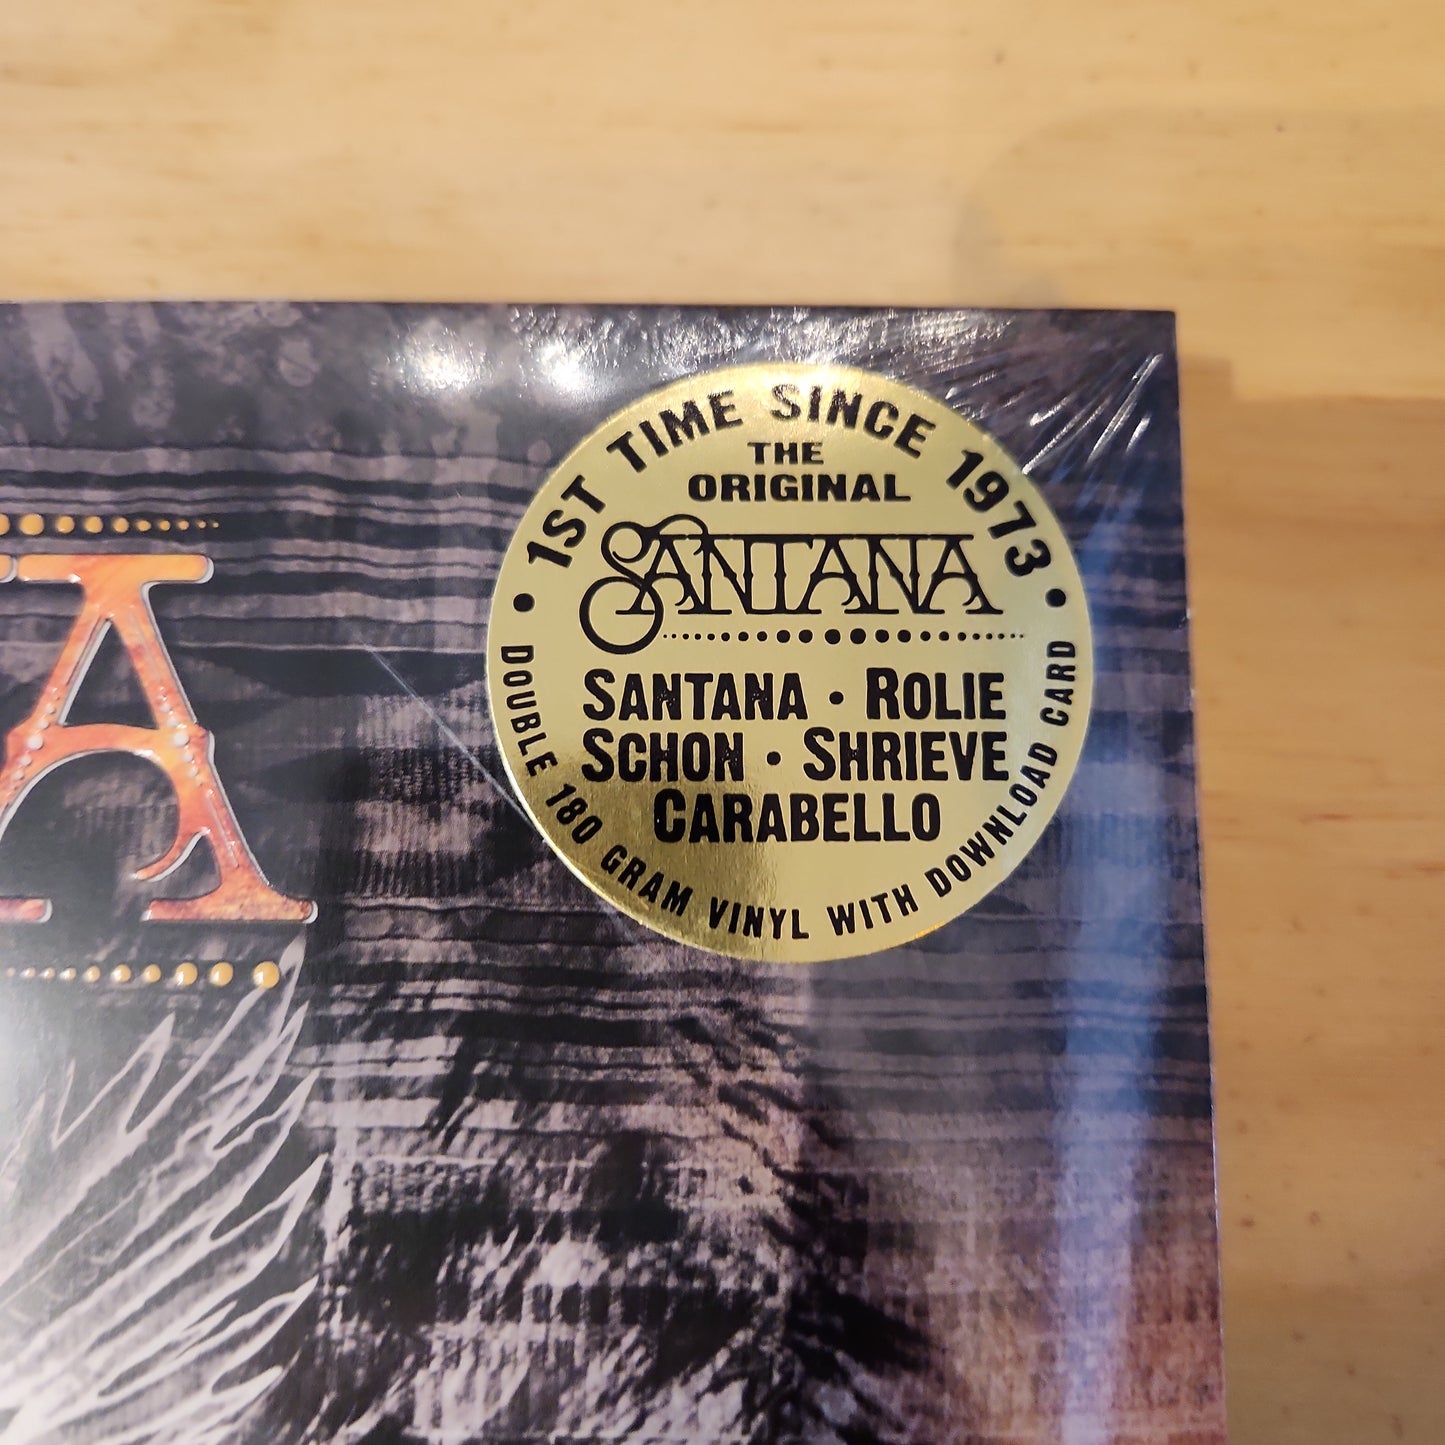 1ST TIME SINCE 1973
THE
ORIGINAL
SANTANA
SANTANA • ROLIE
SCHON • SHRIEVE
CARABELLO
• DOUBLE 180 GRAM VINYL WITH DOWNLOAD CARD •
A